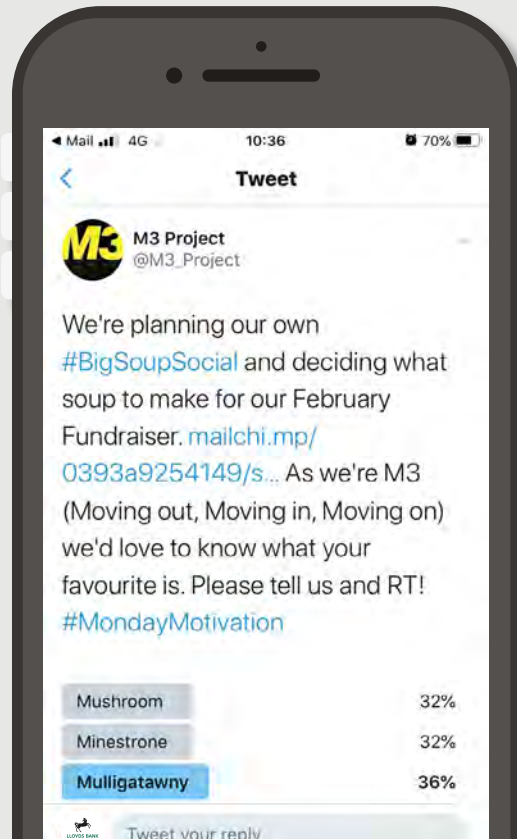 Mail 4G 10:36 70%
Tweet
M3
M3 Project
@M3_Project
We're planning our own
#BigSoupSocial and deciding what
soup to make for our February
Fundraiser. mailchi.mp/
0393a9254149/s... As we're M3
(Moving out, Moving in, Moving on)
we'd love to know what your
favourite is. Please tell us and RT!
#MondayMotivation
Mushroom 32%
Minestrone 32%
Mulligatawny 36%
LLOYDS BANK
Tweet your reply